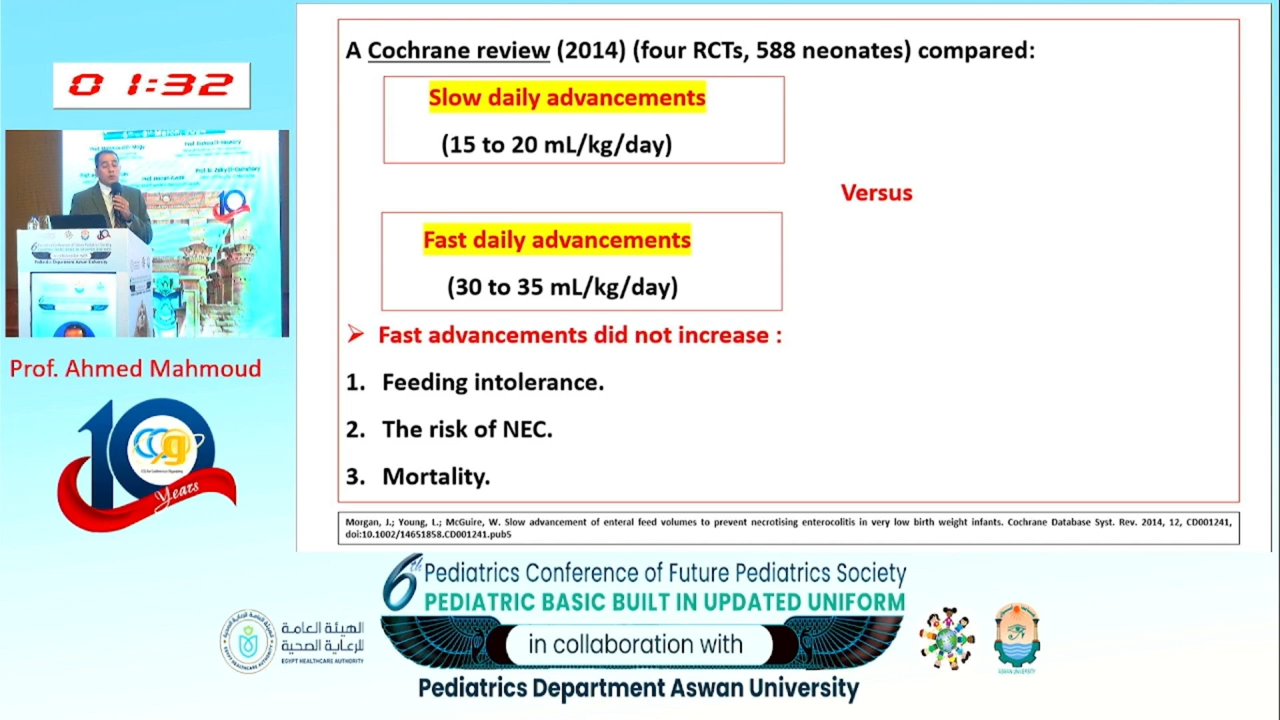 A Cochrane review (2014) (four RCTs, 588 neonates) compared:
Slow daily advancements
(15 to 20 mL/kg/day)
Versus
Fast daily advancements
(30 to 35 mL/kg/day)
➢ Fast advancements did not increase :
1. Feeding intolerance.
2. The risk of NEC.
3. Mortality.
Morgan, J.; Young, L.; McGuire, W. Slow advancement of enteral feed volumes to prevent necrotising enterocolitis in very low birth weight infants. Cochrane Database Syst. Rev. 2014, 12, CD001241,
doi:10.1002/14651858.CD001241.pub5
01:32
Prof. Ahmed Mahmoud
10
Years
6th Pediatrics Conference of Future Pediatrics Society
PEDIATRIC BASIC BUILT IN UPDATED UNIFORM
in collaboration with
Pediatrics Department Aswan University
الهيئة العامة
للرعاية الصحية
EGYPT HEALTHCARE AUTHORITY
ASWAN UNIVERSITY